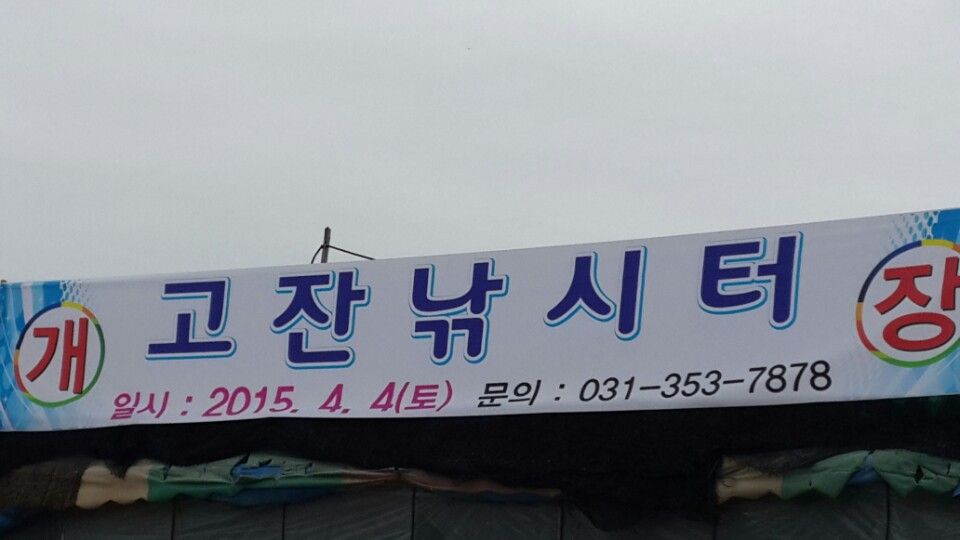 개 고잔낚시터 장
일시 : 2015. 4. 4(토) 문의 : 031-353-7878